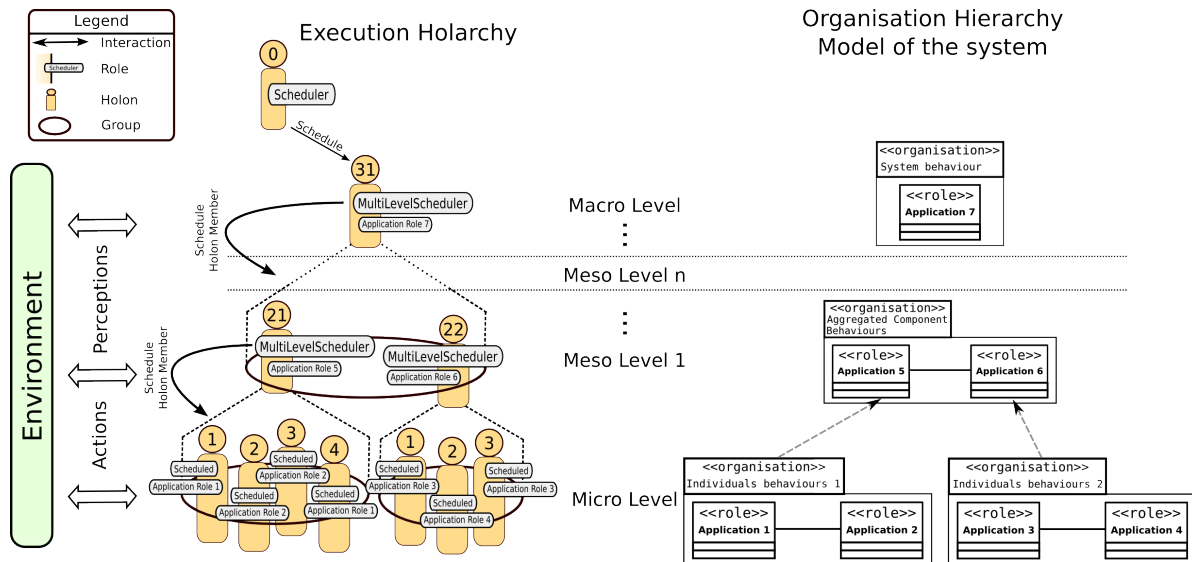 Legend
Interaction
Scheduler
Role
Holon
Group
Execution Holarchy
Organisation Hierarchy
Model of the system
0
Scheduler
Schedule
31
MultiLevelScheduler
Application Role 7
Schedule
Holon Member
Macro Level
<<organisation>>
System behaviour
<<role>>
Application 7
Meso Level n
Environment
Perceptions
Actions
21
MultiLevelScheduler
Application Role 5
22
MultiLevelScheduler
Application Role 6
Schedule
Holon Member
Meso Level 1
<<organisation>>
Aggregated Component
Behaviours
<<role>>
Application 5
<<role>>
Application 6
1
Scheduled
Application Role 1
2
Scheduled
Application Role 2
3
Scheduled
Application Role 2
4
Scheduled
Application Role 1
1
Scheduled
Application Role 3
2
Scheduled
Application Role 4
3
Scheduled
Application Role 3
Micro Level
<<organisation>>
Individuals behaviours 1
<<role>>
Application 1
<<role>>
Application 2
<<organisation>>
Individuals behaviours 2
<<role>>
Application 3
<<role>>
Application 4